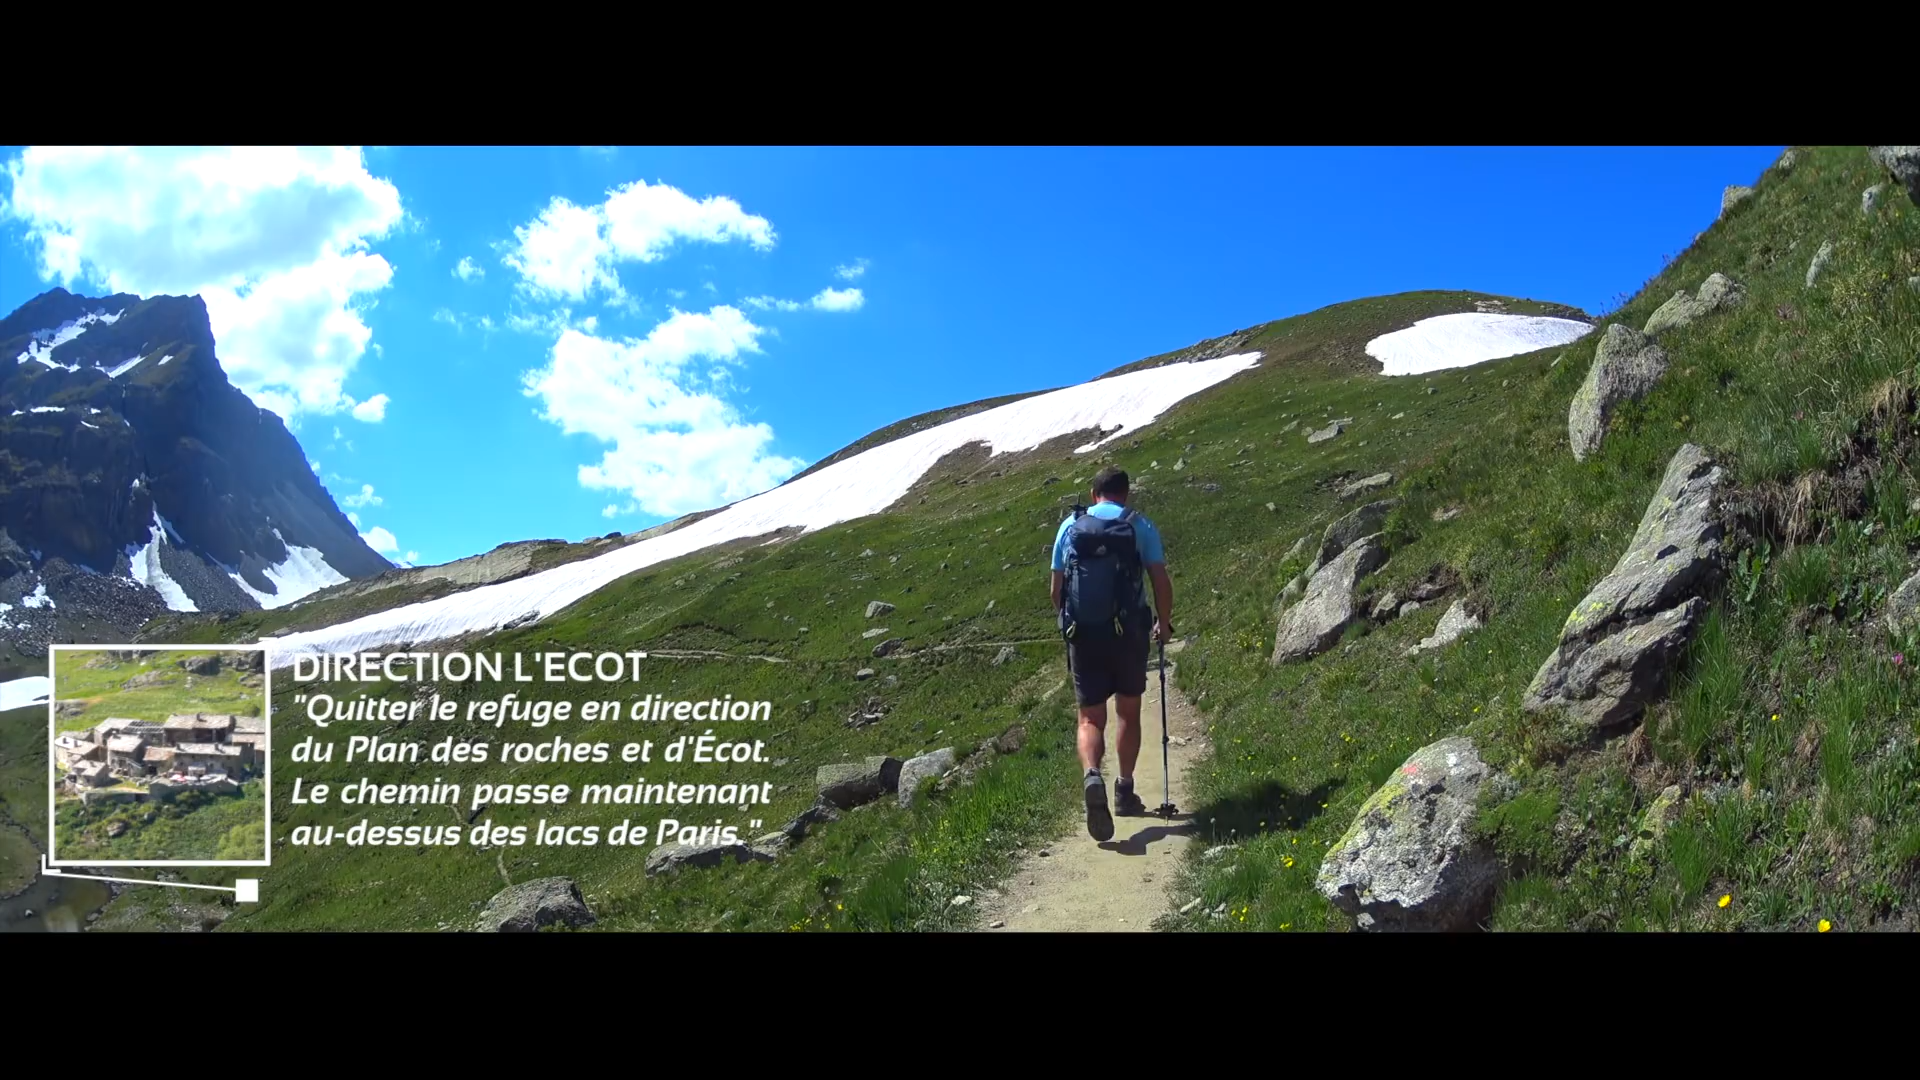 DIRECTION L'ECOT
"Quitter le refuge en direction
du Plan des roches et d'Écot.
Le chemin passe maintenant
au-dessus des lacs de Paris."